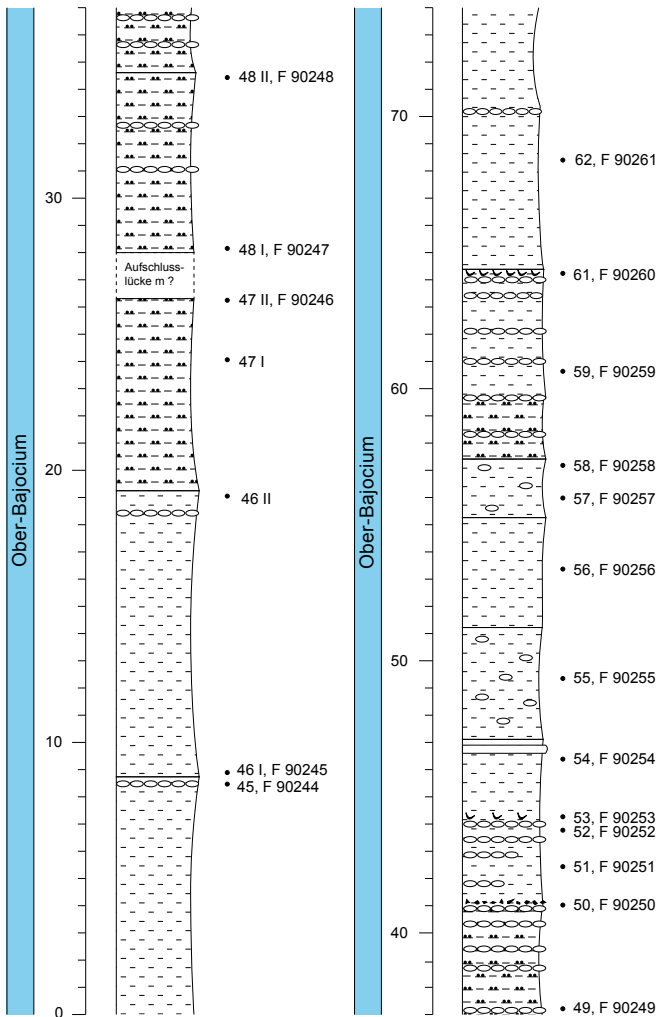 Ober-Bajocium
30
20
10
0
48 II, F 90248
48 I, F 90247
Aufschluss-
lücke m ?
47 II, F 90246
47 I
46 II
46 I, F 90245
45, F 90244
Ober-Bajocium
70
60
50
40
62, F 90261
61, F 90260
59, F 90259
58, F 90258
57, F 90257
56, F 90256
55, F 90255
54, F 90254
53, F 90253
52, F 90252
51, F 90251
50, F 90250
49, F 90249